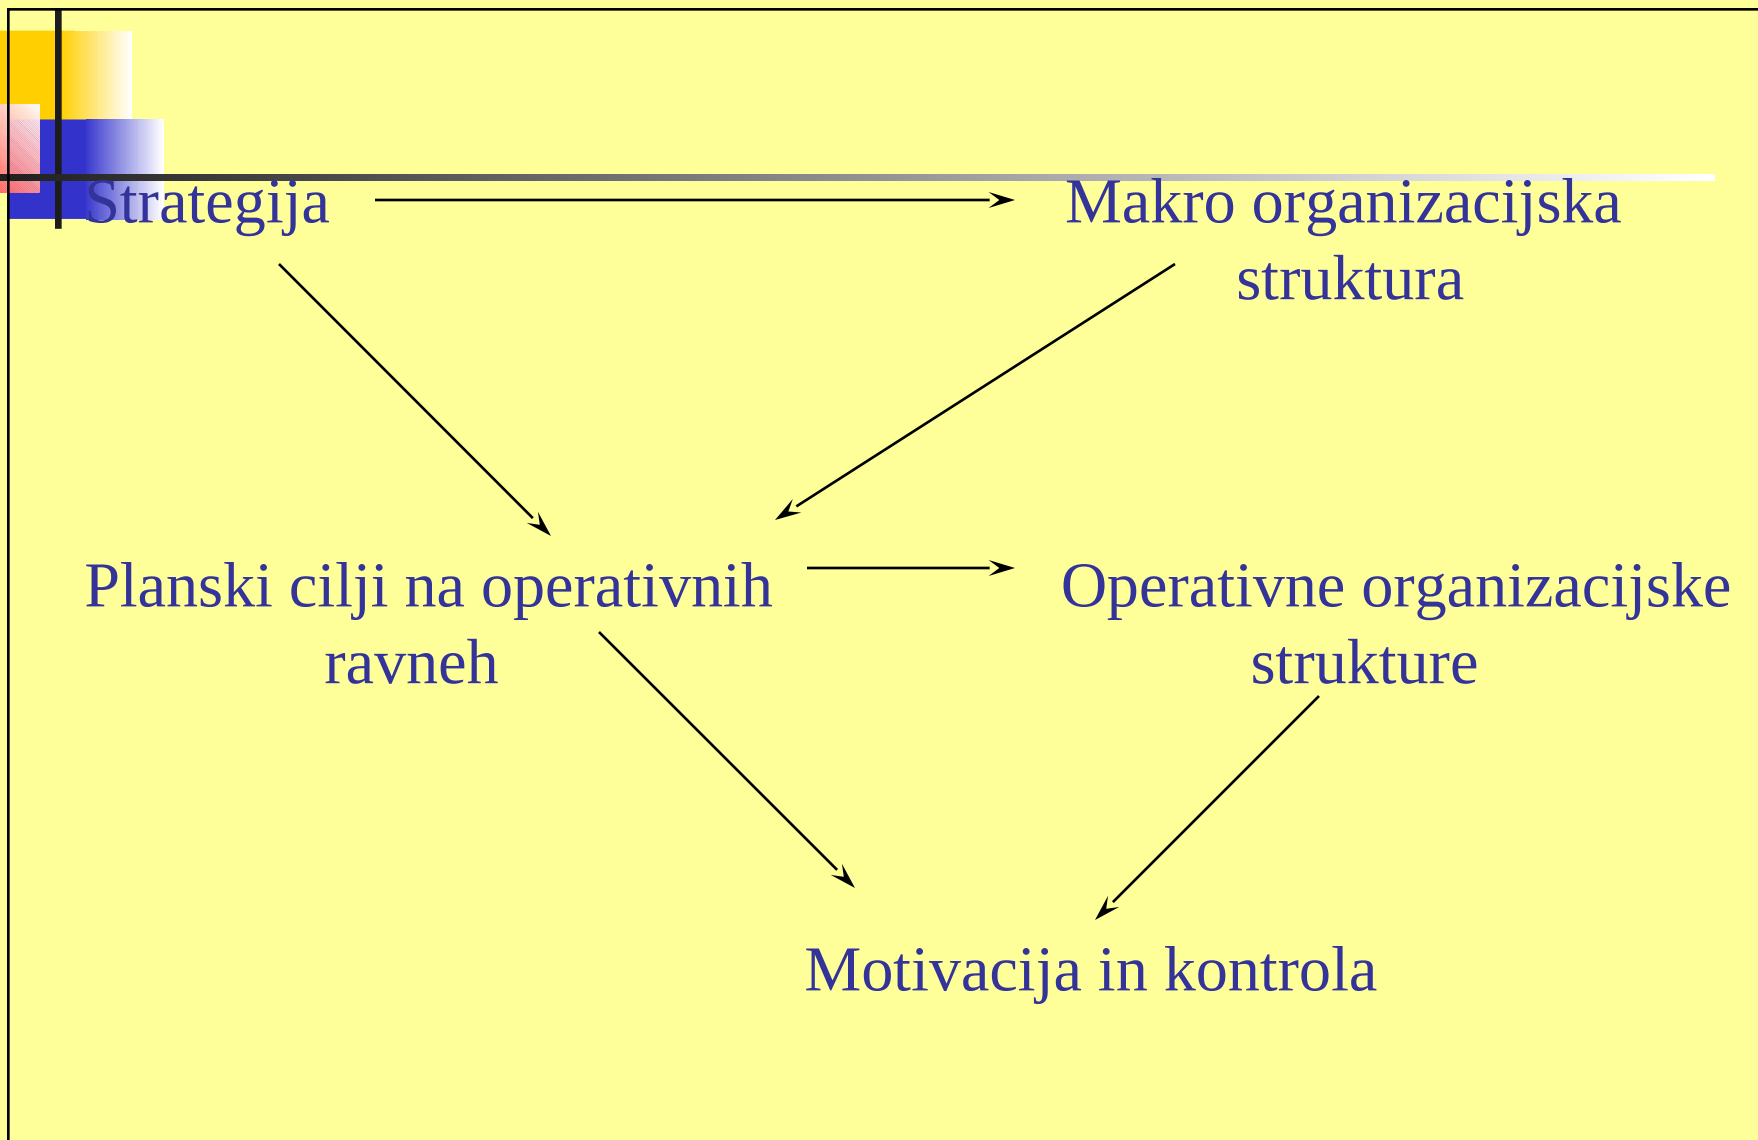 Strategija
Makro organizacijska
struktura
Planski cilji na operativnih
ravneh
Operativne organizacijske
strukture
Motivacija in kontrola